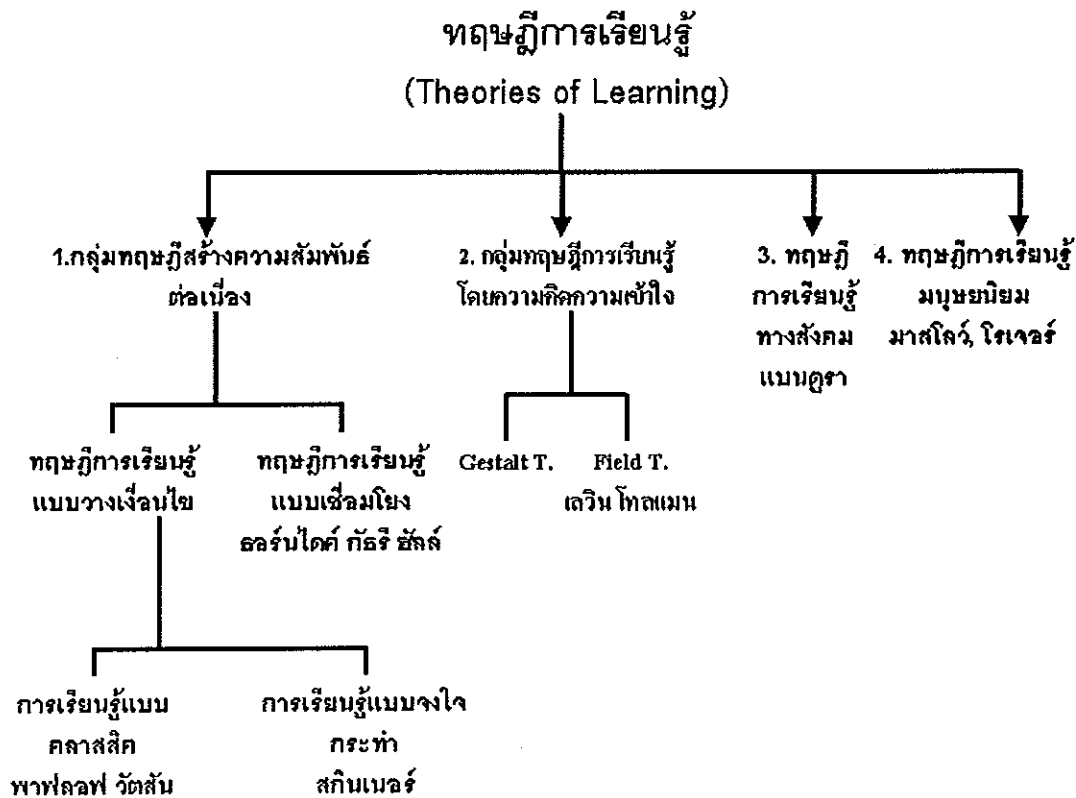 ทฤษฎีการเรียนรู้
(Theories of Learning)
1.กลุ่มทฤษฎีสร้างความสัมพันธ์
ต่อเนื่อง
2. กลุ่มทฤษฎีการเรียนรู้
โดยความคิดความเข้าใจ
3. ทฤษฎี
การเรียนรู้
ทางสังคม
แบนดูรา
4. ทฤษฎีการเรียนรู้
มนุษยนิยม
มาสโลว์, โรเจอร์
ทฤษฎีการเรียนรู้
แบบวางเงื่อนไข
ทฤษฎีการเรียนรู้
แบบเชื่อมโยง
ธอร์นไดค์ กัธรี ฮัลล์
Gestalt T.
Field T.
เลวิน โทลแมน
การเรียนรู้แบบ
คลาสสิค
พาฟลอฟ วัตสัน
การเรียนรู้แบบจงใจ
กระทำ
สกินเนอร์